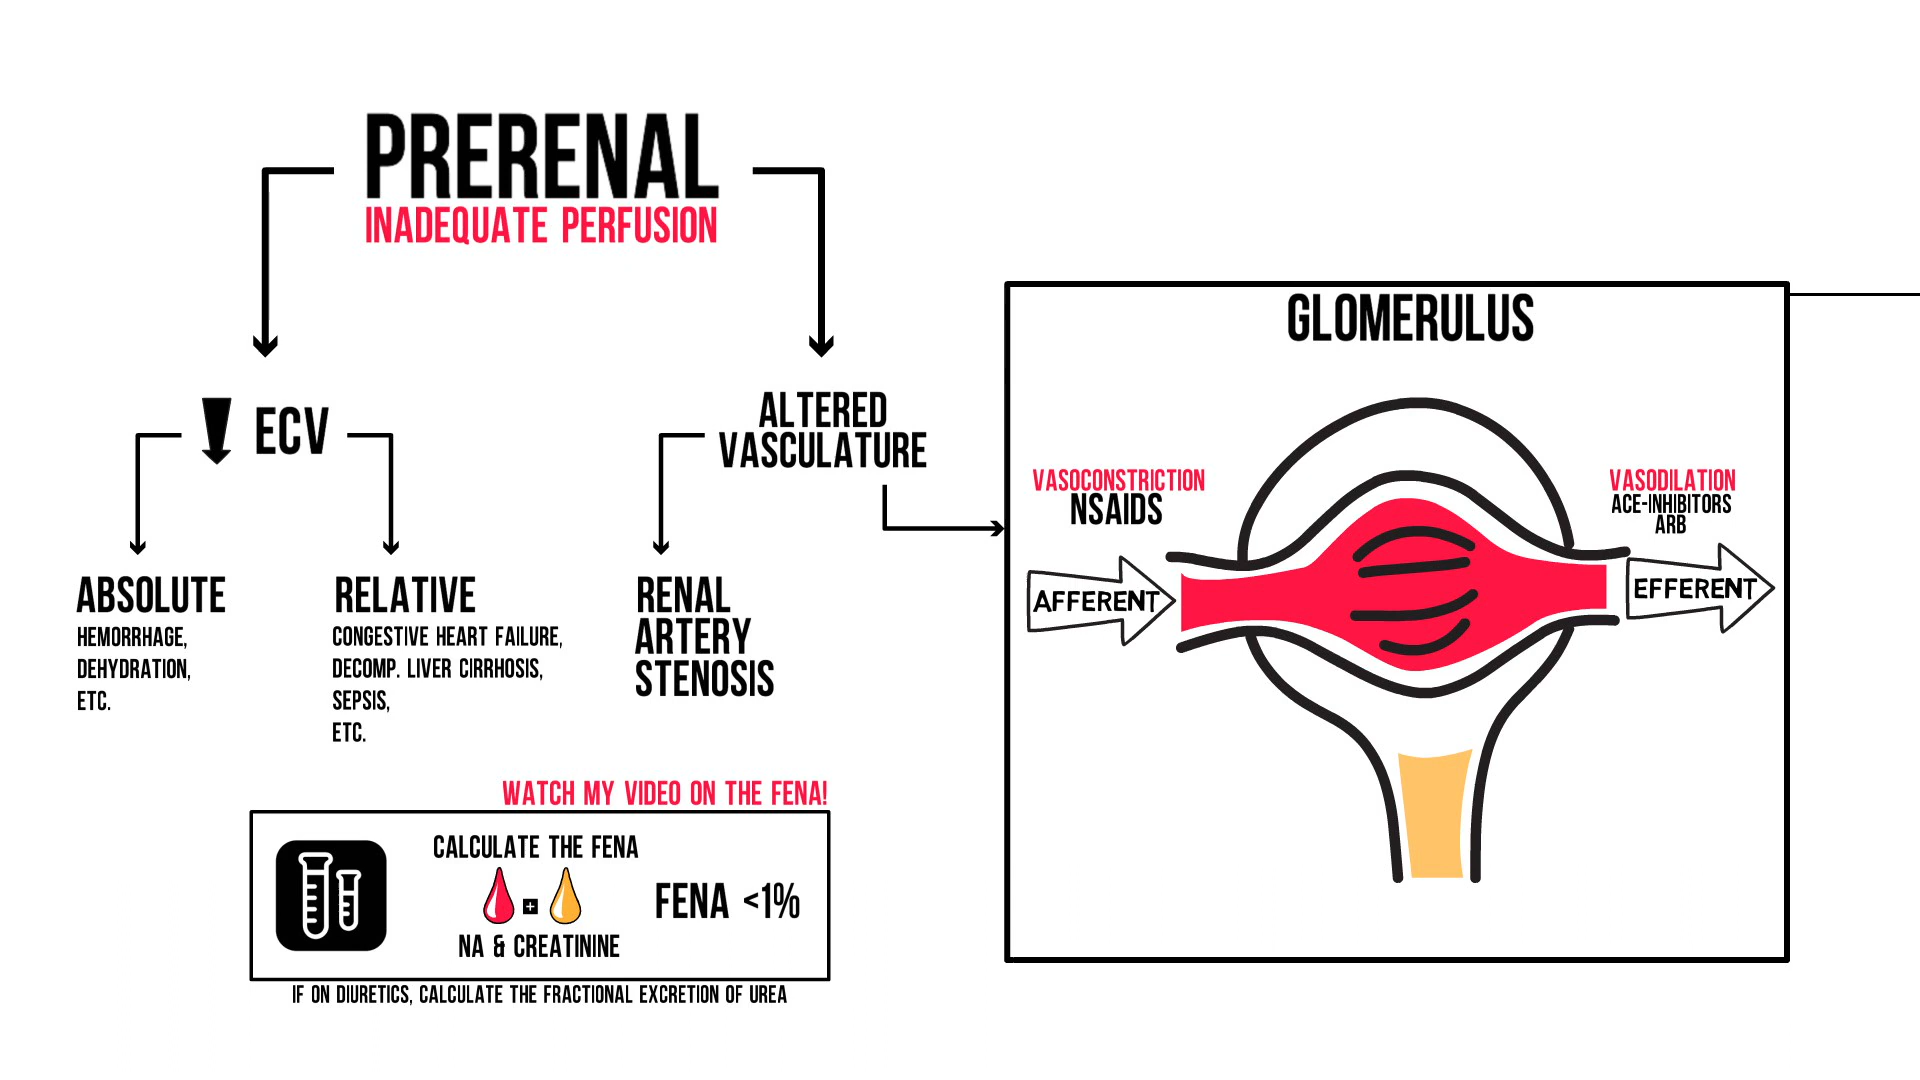 PRERENAL
INADEQUATE PERFUSION
ECV
ABSOLUTE
HEMORRHAGE,
DEHYDRATION,
ETC.
RELATIVE
CONGESTIVE HEART FAILURE,
DECOMP. LIVER CIRRHOSIS,
SEPSIS,
ETC.
ALTERED
VASCULATURE
RENAL
ARTERY
STENOSIS
WATCH MY VIDEO ON THE FENA!
CALCULATE THE FENA
+
NA & CREATININE
FENA <1%
IF ON DIURETICS, CALCULATE THE FRACTIONAL EXCRETION OF UREA
GLOMERULUS
VASOCONSTRICTION
NSAIDS
AFFERENT
VASODILATION
ACE-INHIBITORS
ARB
EFFERENT